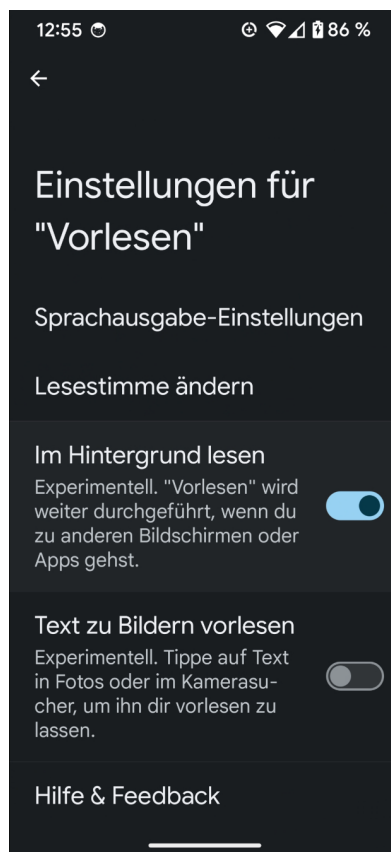 12:55 86 %
Einstellungen für
"Vorlesen"
Sprachausgabe-Einstellungen
Lesestimme ändern
Im Hintergrund lesen
Experimentell. "Vorlesen" wird
weiter durchgeführt, wenn du
zu anderen Bildschirmen oder
Apps gehst.
Text zu Bildern vorlesen
Experimentell. Tippe auf Text
in Fotos oder im Kamerasu-
cher, um ihn dir vorlesen zu
lassen.
Hilfe & Feedback